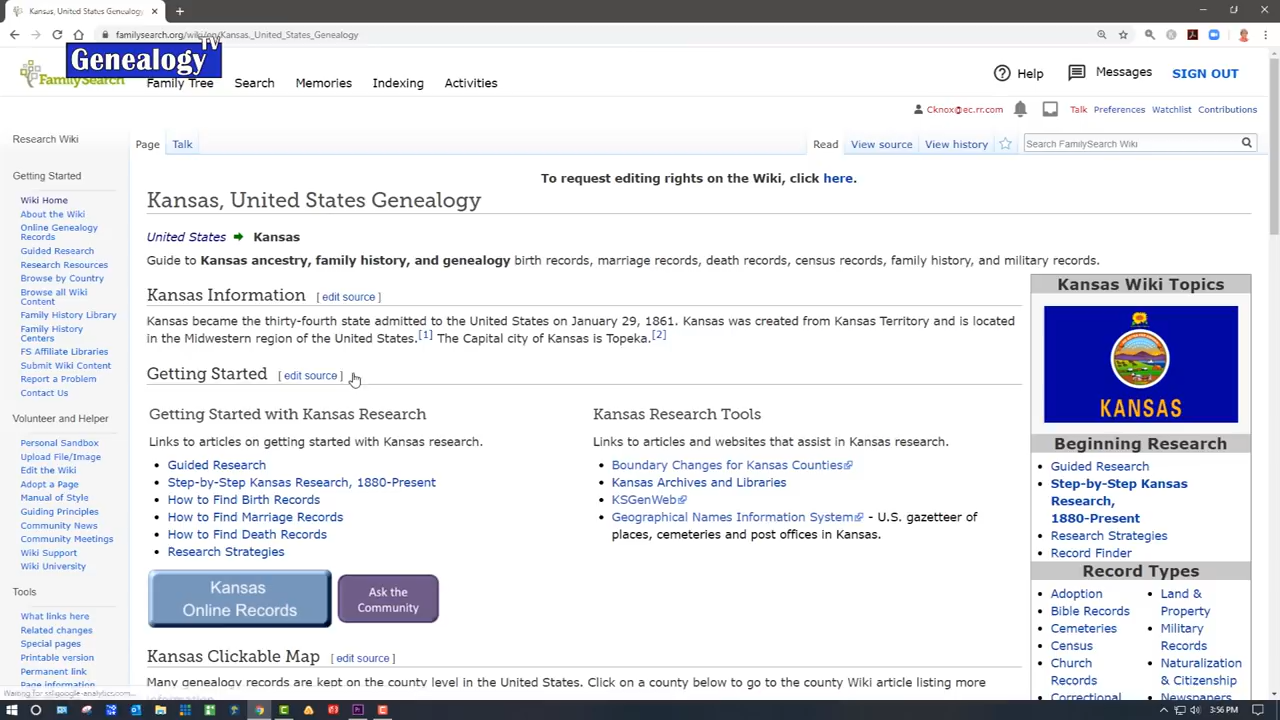 Kansas, United States Genealogy
familysearch.org/wiki/en/Kansas,_United_States_Genealogy
Genealogy TV
FamilySearch
Family Tree
Search
Memories
Indexing
Activities
Help
Messages
SIGN OUT
Cknox@ec.rr.com
Talk
Preferences
Watchlist
Contributions
Research Wiki
Page
Talk
Read
View source
View history
Search FamilySearch Wiki
Getting Started
Wiki Home
About the Wiki
Online Genealogy
Records
Guided Research
Research Resources
Browse by Country
Browse all Wiki
Content
Family History Library
Family History
Centers
FS Affiliate Libraries
Submit Wiki Content
Report a Problem
Contact Us
Volunteer and Helper
Personal Sandbox
Upload File/Image
Edit the Wiki
Adopt a Page
Manual of Style
Guiding Principles
Community News
Community Meetings
Wiki Support
Wiki University
Tools
What links here
Related changes
Special pages
Printable version
Permanent link
Page information
Waiting for ssl.google-analytics.com...
To request editing rights on the Wiki, click here.
Kansas, United States Genealogy
United States Kansas
Guide to Kansas ancestry, family history, and genealogy birth records, marriage records, death records, census records, family history, and military records.
Kansas Information [ edit source ]
Kansas became the thirty-fourth state admitted to the United States on January 29, 1861. Kansas was created from Kansas Territory and is located
in the Midwestern region of the United States.[1] The Capital city of Kansas is Topeka.[2]
Getting Started [ edit source ]
Getting Started with Kansas Research
Links to articles on getting started with Kansas research.
• Guided Research
• Step-by-Step Kansas Research, 1880-Present
• How to Find Birth Records
• How to Find Marriage Records
• How to Find Death Records
• Research Strategies
Kansas Research Tools
Links to articles and websites that assist in Kansas research.
• Boundary Changes for Kansas Counties
• Kansas Archives and Libraries
• KSGenWeb
• Geographical Names Information System - U.S. gazetteer of
places, cemeteries and post offices in Kansas.
Kansas
Online Records
Ask the
Community
Kansas Clickable Map [ edit source ]
Many genealogy records are kept on the county level in the United States. Click on a county below to go to the county Wiki article listing more
information.
Kansas Wiki Topics
KANSAS
Beginning Research
• Guided Research
• Step-by-Step Kansas
Research,
1880-Present
• Research Strategies
• Record Finder
Record Types
• Adoption
• Bible Records
• Cemeteries
• Census
• Church
Records
• Correctional
• Land &
Property
• Military
Records
• Naturalization
& Citizenship
• Newspapers
3:56 PM